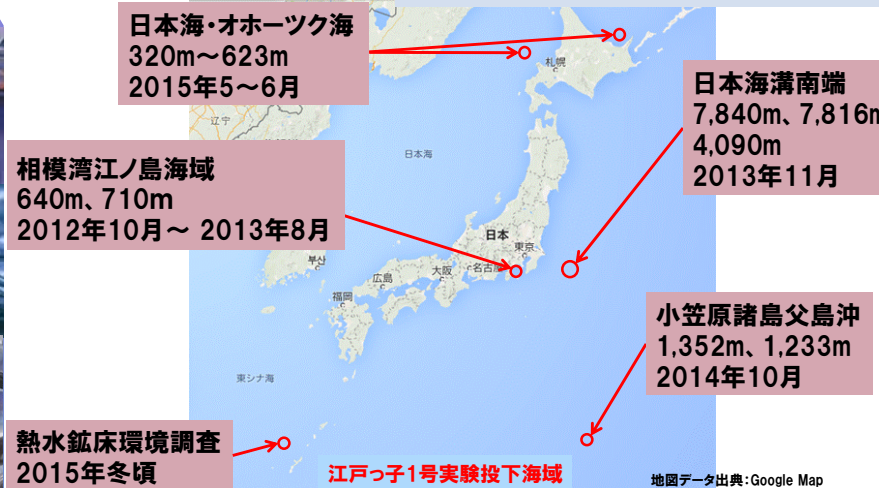 日本海・オホーツク海
320m～623m
2015年5～6月
日本海溝南端
7,840m、7,816m
4,090m
2013年11月
相模湾江ノ島海域
640m、710m
2012年10月～ 2013年8月
小笠原諸島父島沖
1,352m、1,233m
2014年10月
熱水鉱床環境調査
2015年冬頃
江戸っ子1号実験投下海域
地図データ出典：Google Map
札幌
辽宁
日本海
日本
東京
名古屋
大阪
広島
福岡
부산
東シナ海